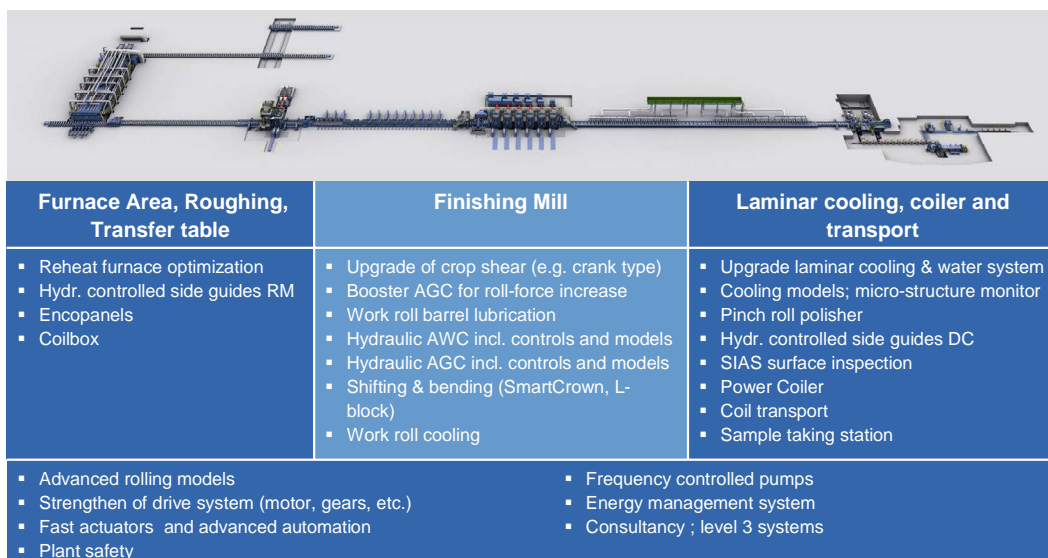 Furnace Area, Roughing,
Transfer table
▪ Reheat furnace optimization
▪ Hydr. controlled side guides RM
▪ Encopanels
▪ Coilbox
Finishing Mill
▪ Upgrade of crop shear (e.g. crank type)
▪ Booster AGC for roll-force increase
▪ Work roll barrel lubrication
▪ Hydraulic AWC incl. controls and models
▪ Hydraulic AGC incl. controls and models
▪ Shifting & bending (SmartCrown, L-
block)
▪ Work roll cooling
Laminar cooling, coiler and
transport
▪ Upgrade laminar cooling & water system
▪ Cooling models; micro-structure monitor
▪ Pinch roll polisher
▪ Hydr. controlled side guides DC
▪ SIAS surface inspection
▪ Power Coiler
▪ Coil transport
▪ Sample taking station
▪ Advanced rolling models
▪ Strengthen of drive system (motor, gears, etc.)
▪ Fast actuators  and advanced automation
▪ Plant safety
▪ Frequency controlled pumps
▪ Energy management system
▪ Consultancy ; level 3 systems